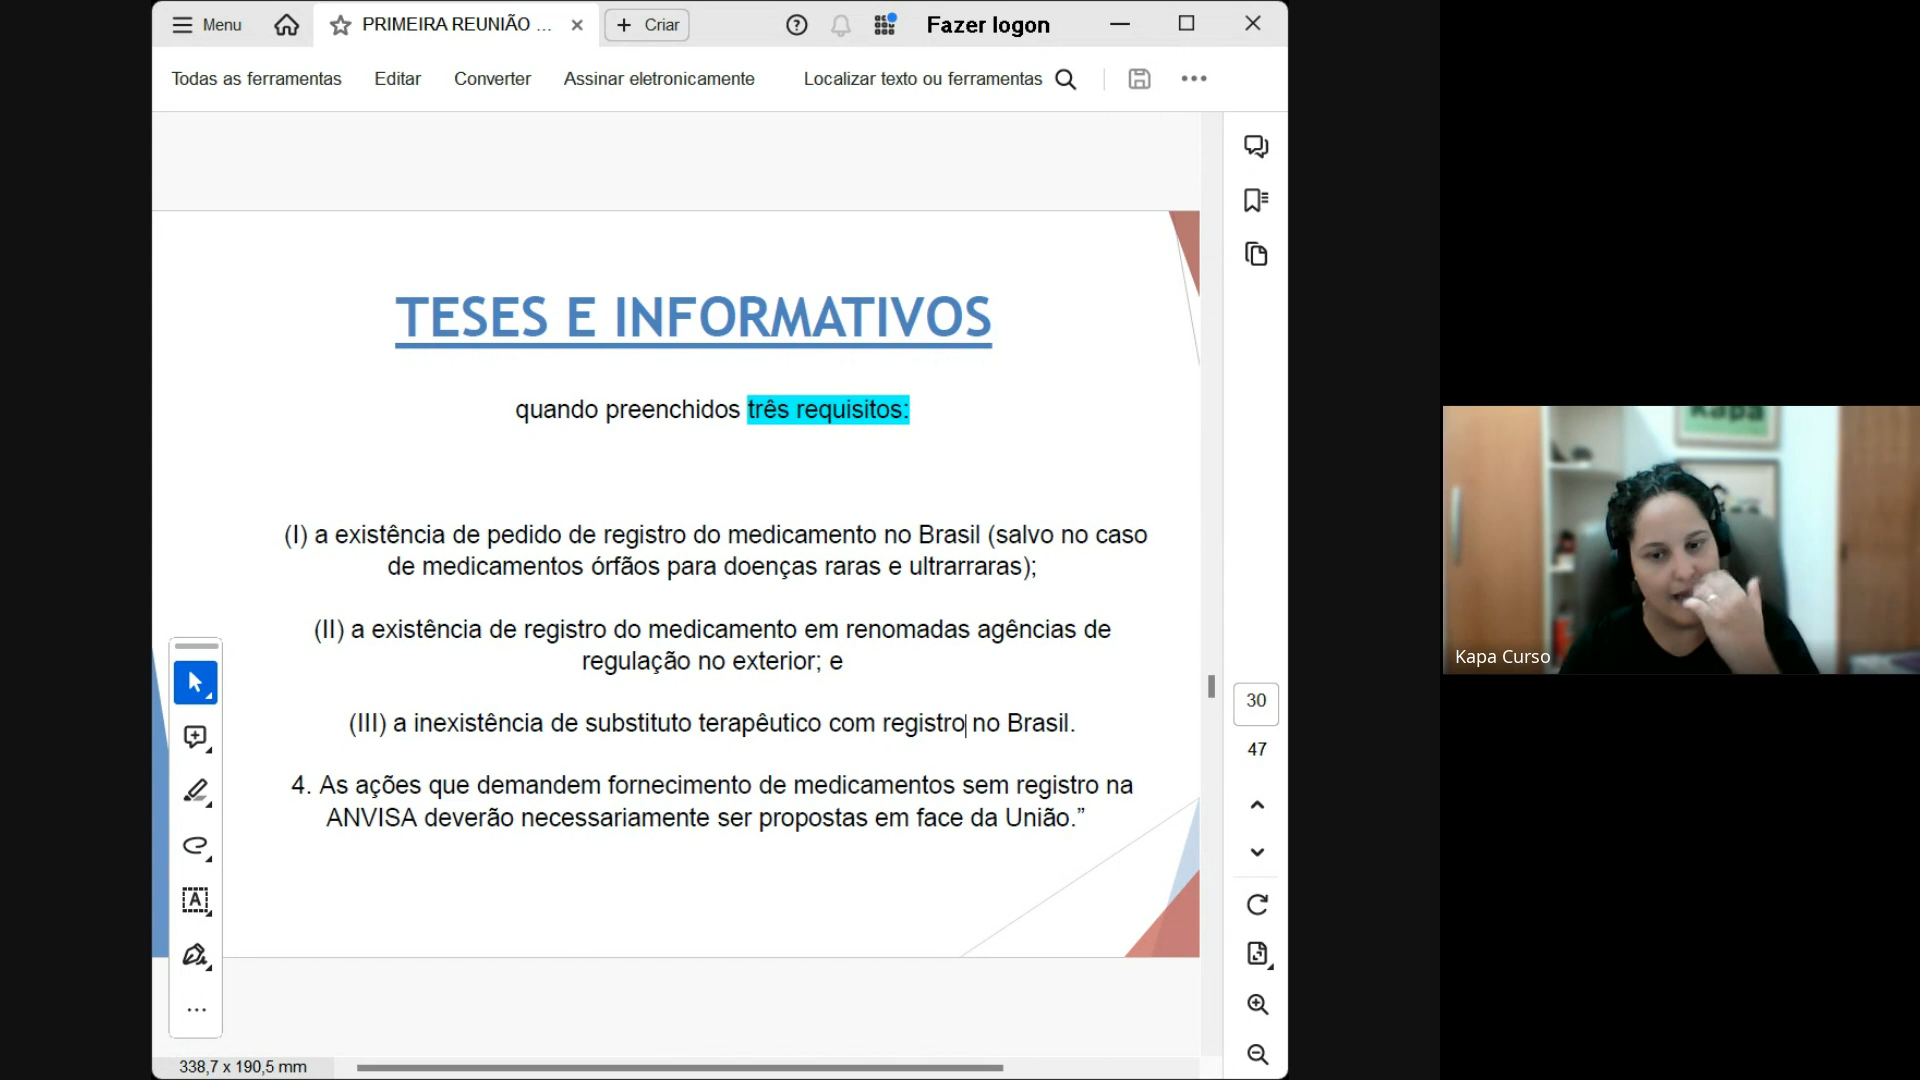 Menu
PRIMEIRA REUNIÃO ...
Criar
Fazer logon
Todas as ferramentas
Editar
Converter
Assinar eletronicamente
Localizar texto ou ferramentas
TESES E INFORMATIVOS
quando preenchidos três requisitos:
(I) a existência de pedido de registro do medicamento no Brasil (salvo no caso
de medicamentos órfãos para doenças raras e ultrarraras);
(II) a existência de registro do medicamento em renomadas agências de
regulação no exterior; e
(III) a inexistência de substituto terapêutico com registro no Brasil.
4. As ações que demandem fornecimento de medicamentos sem registro na
ANVISA deverão necessariamente ser propostas em face da União.”
30
47
338,7 x 190,5 mm
Kapa
Kapa Curso